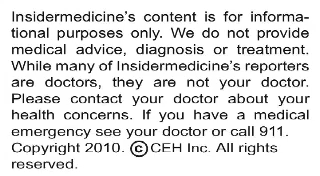 Insidermedicine's content is for informa-
tional purposes only. We do not provide
medical advice, diagnosis or treatment.
While many of Insidermedicine's reporters
are doctors, they are not your doctor.
Please contact your doctor about your
health concerns. If you have a medical
emergency see your doctor or call 911.
Copyright 2010. ©CEH Inc. All rights
reserved.